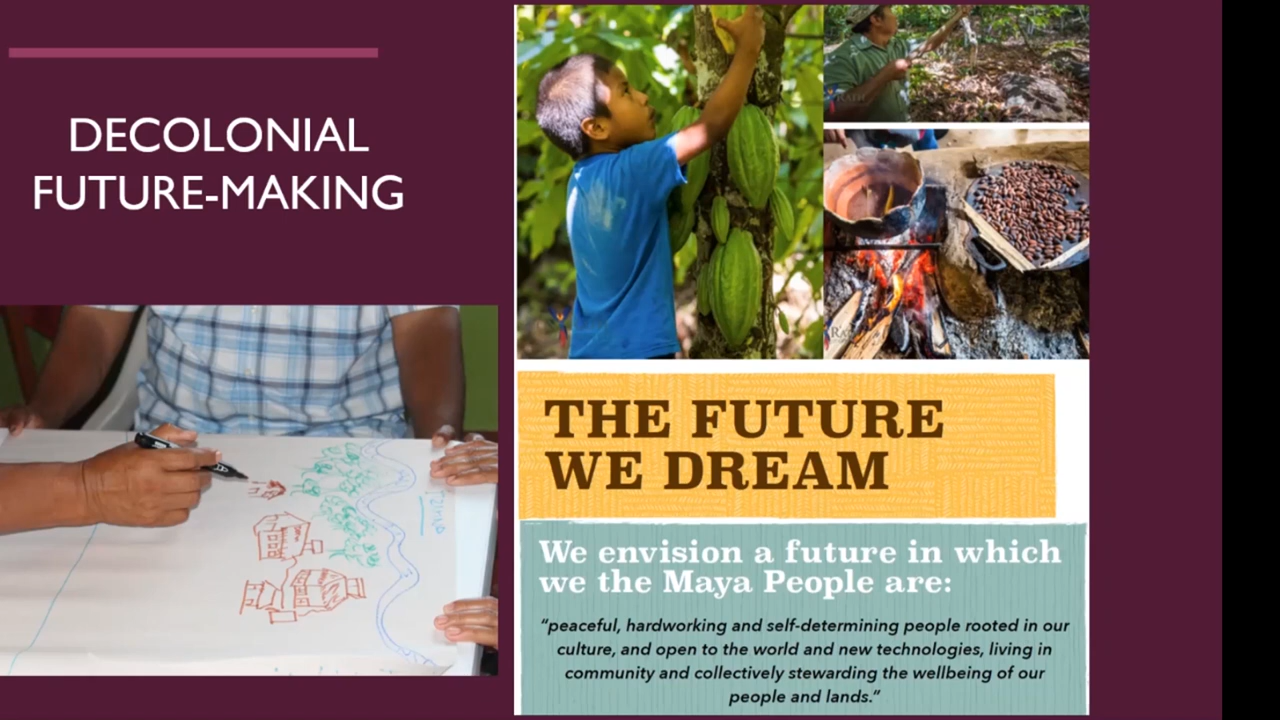 DECOLONIAL
FUTURE-MAKING
THE FUTURE
WE DREAM
We envision a future in which
we the Maya People are:
“peaceful, hardworking and self-determining people rooted in our
culture, and open to the world and new technologies, living in
community and collectively stewarding the wellbeing of our
people and lands.”